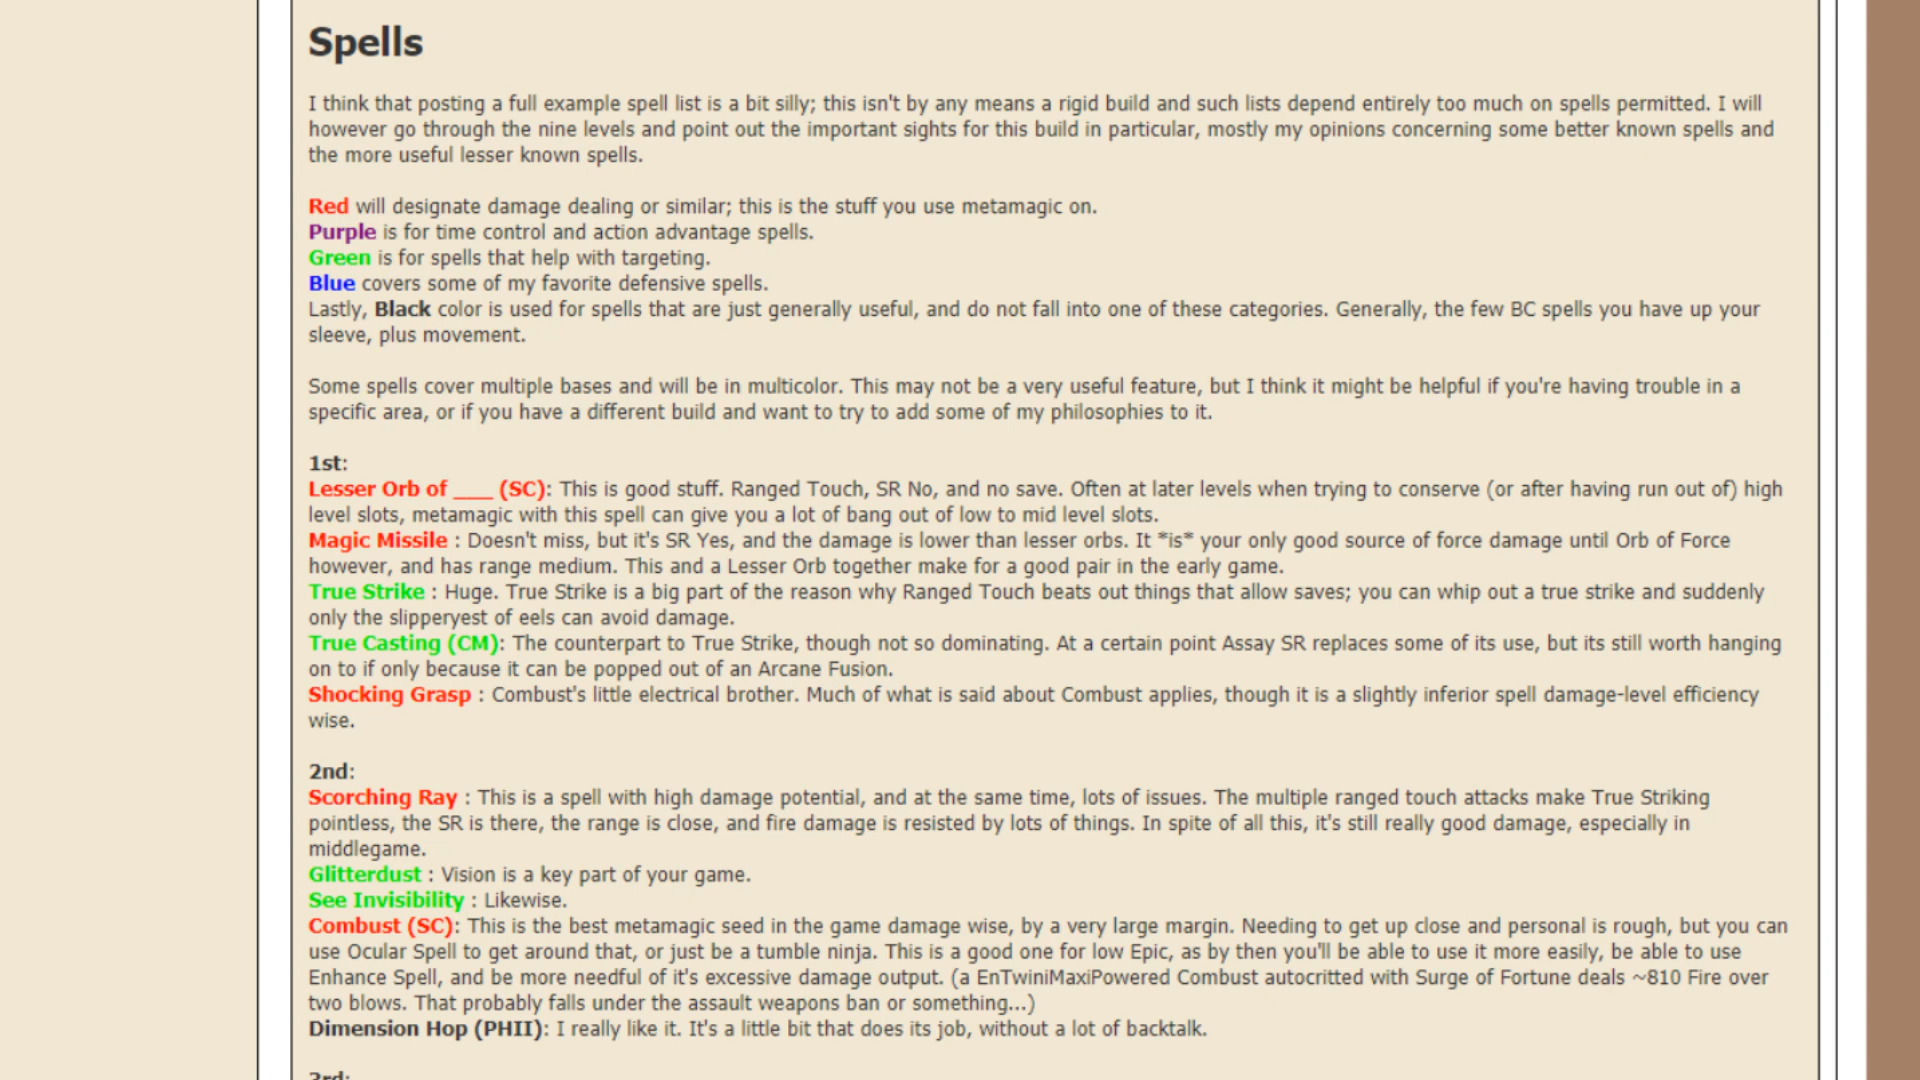 Spells
I think that posting a full example spell list is a bit silly; this isn't by any means a rigid build and such lists depend entirely too much on spells permitted. I will
however go through the nine levels and point out the important sights for this build in particular, mostly my opinions concerning some better known spells and
the more useful lesser known spells.
Red will designate damage dealing or similar; this is the stuff you use metamagic on.
Purple is for time control and action advantage spells.
Green is for spells that help with targeting.
Blue covers some of my favorite defensive spells.
Lastly, Black color is used for spells that are just generally useful, and do not fall into one of these categories. Generally, the few BC spells you have up your
sleeve, plus movement.
Some spells cover multiple bases and will be in multicolor. This may not be a very useful feature, but I think it might be helpful if you're having trouble in a
specific area, or if you have a different build and want to try to add some of my philosophies to it.
1st:
Lesser Orb of ____ (SC): This is good stuff. Ranged Touch, SR No, and no save. Often at later levels when trying to conserve (or after having run out of) high
level slots, metamagic with this spell can give you a lot of bang out of low to mid level slots.
Magic Missile : Doesn't miss, but it's SR Yes, and the damage is lower than lesser orbs. It *is* your only good source of force damage until Orb of Force
however, and has range medium. This and a Lesser Orb together make for a good pair in the early game.
True Strike : Huge. True Strike is a big part of the reason why Ranged Touch beats out things that allow saves; you can whip out a true strike and suddenly
only the slipperyest of eels can avoid damage.
True Casting (CM): The counterpart to True Strike, though not so dominating. At a certain point Assay SR replaces some of its use, but its still worth hanging
on to if only because it can be popped out of an Arcane Fusion.
Shocking Grasp : Combust's little electrical brother. Much of what is said about Combust applies, though it is a slightly inferior spell damage-level efficiency
wise.
2nd:
Scorching Ray : This is a spell with high damage potential, and at the same time, lots of issues. The multiple ranged touch attacks make True Striking
pointless, the SR is there, the range is close, and fire damage is resisted by lots of things. In spite of all this, it's still really good damage, especially in
middlegame.
Glitterdust : Vision is a key part of your game.
See Invisibility : Likewise.
Combust (SC): This is the best metamagic seed in the game damage wise, by a very large margin. Needing to get up close and personal is rough, but you can
use Ocular Spell to get around that, or just be a tumble ninja. This is a good one for low Epic, as by then you'll be able to use it more easily, be able to use
Enhance Spell, and be more needful of it's excessive damage output. (a EnTwiniMaxiPowered Combust autocritted with Surge of Fortune deals ~810 Fire over
two blows. That probably falls under the assault weapons ban or something...)
Dimension Hop (PHII): I really like it. It's a little bit that does its job, without a lot of backtalk.
3rd: